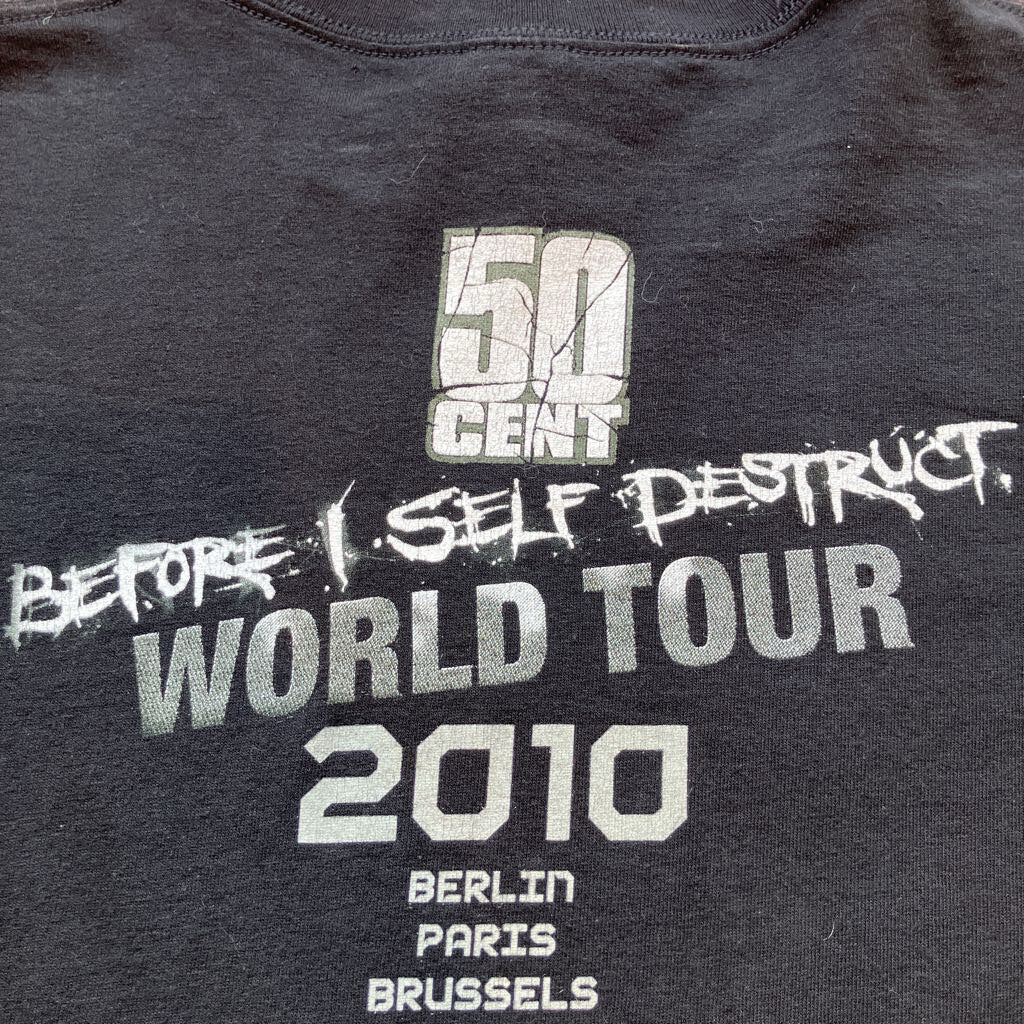 50
CENT
BEFORE I SELF DESTRUCT
WORLD TOUR
2010
BERLIN
PARIS
BRUSSELS